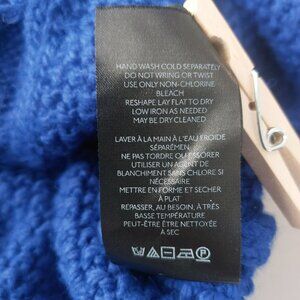 HAND WASH COLD SEPARATELY
DO NOT WRING OR TWIST
USE ONLY NON-CHLORINE
BLEACH
RESHAPE LAY FLAT TO DRY
LOW IRON AS NEEDED
MAY BE DRY CLEANED
LAVER À LA MAIN À L'EAU FROIDE
SÉPARÉMEN
NE PAS TORDRE OU ESSORER
UTILISER UN AGENT DE
BLANCHIMENT SANS CHLORE SI
NÉCESSAIRE
METTRE EN FORME ET SÉCHER
À PLAT
RÉPASSER, AU BESOIN, À TRÈS
BASSE TEMPÉRATURE
PEUT-ÊTRE ÊTRE NETTOYÉE
À SEC